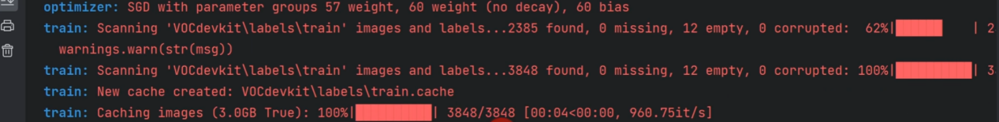 optimizer: SGD with parameter groups 57 weight, 60 weight (no decay), 60 bias
train: Scanning 'VOCdevkit\labels\train' images and labels...2385 found, 0 missing, 12 empty, 0 corrupted:  62%|██████    | 2
warnings.warn(str(msg))
train: Scanning 'VOCdevkit\labels\train' images and labels...3848 found, 0 missing, 12 empty, 0 corrupted: 100%|██████████| 3
train: New cache created: VOCdevkit\labels\train.cache
train: Caching images (3.0GB True): 100%|██████████| 3848/3848 [00:04<00:00, 960.75it/s]